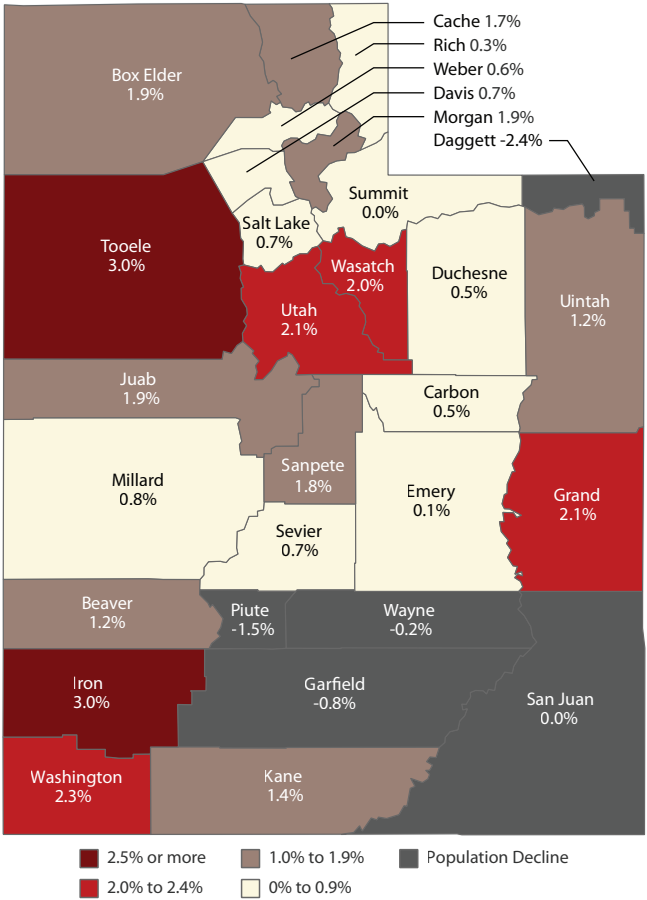 Cache 1.7%
Rich 0.3%
Weber 0.6%
Davis 0.7%
Morgan 1.9%
Daggett -2.4%
Box Elder
1.9%
Summit
0.0%
Salt Lake
0.7%
Tooele
3.0%
Wasatch
2.0%
Duchesne
0.5%
Uintah
1.2%
Utah
2.1%
Juab
1.9%
Carbon
0.5%
Sanpete
1.8%
Millard
0.8%
Emery
0.1%
Grand
2.1%
Sevier
0.7%
Beaver
1.2%
Piute
-1.5%
Wayne
-0.2%
Iron
3.0%
Garfield
-0.8%
San Juan
0.0%
Washington
2.3%
Kane
1.4%
2.5% or more
1.0% to 1.9%
Population Decline
2.0% to 2.4%
0% to 0.9%